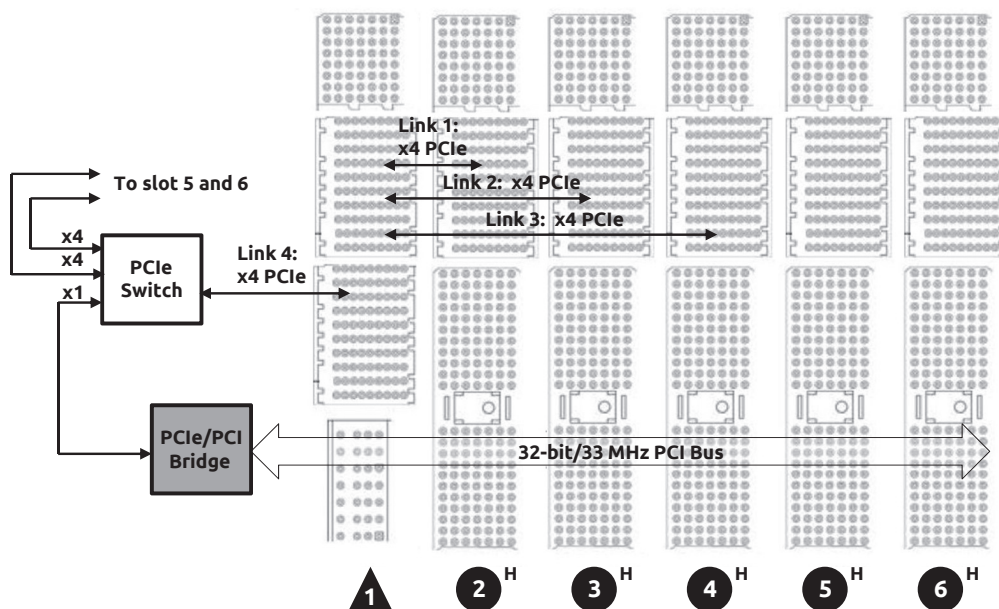 Link 1:
x4 PCIe
To slot 5 and 6
Link 2: x4 PCIe
Link 3: x4 PCIe
x4
x4
x1
PCIe
Switch
Link 4:
x4 PCIe
PCIe/PCI
Bridge
32-bit/33 MHz PCI Bus
1
2 H
3 H
4 H
5 H
6 H